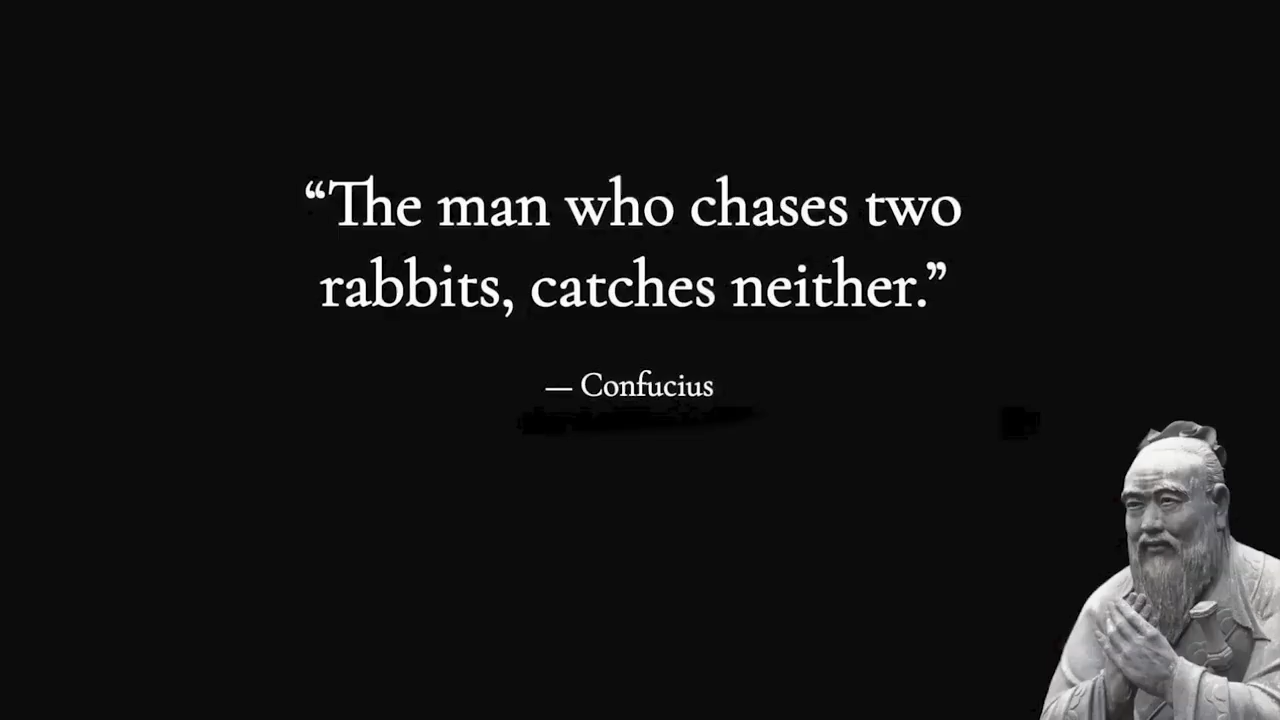 “The man who chases two
rabbits, catches neither.”
— Confucius